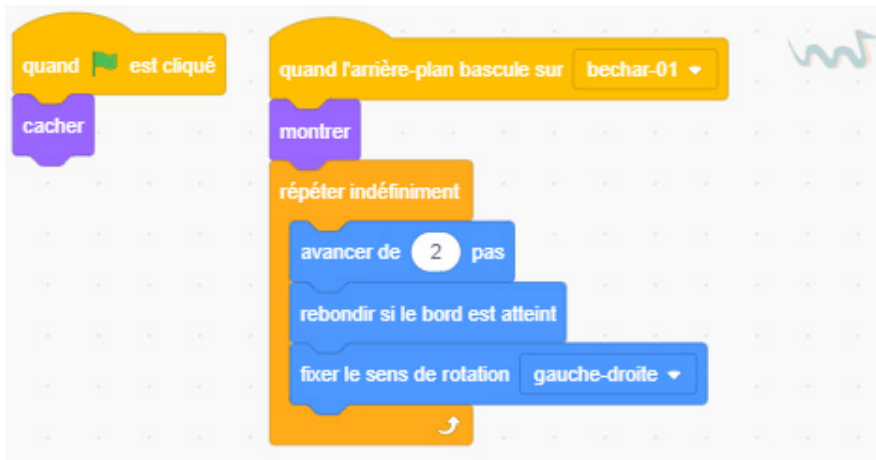 quand est cliqué
cacher
quand l'arrière-plan bascule sur bechar-01
montrer
répéter indéfiniment
avancer de 2 pas
rebondir si le bord est atteint
fixer le sens de rotation gauche-droite